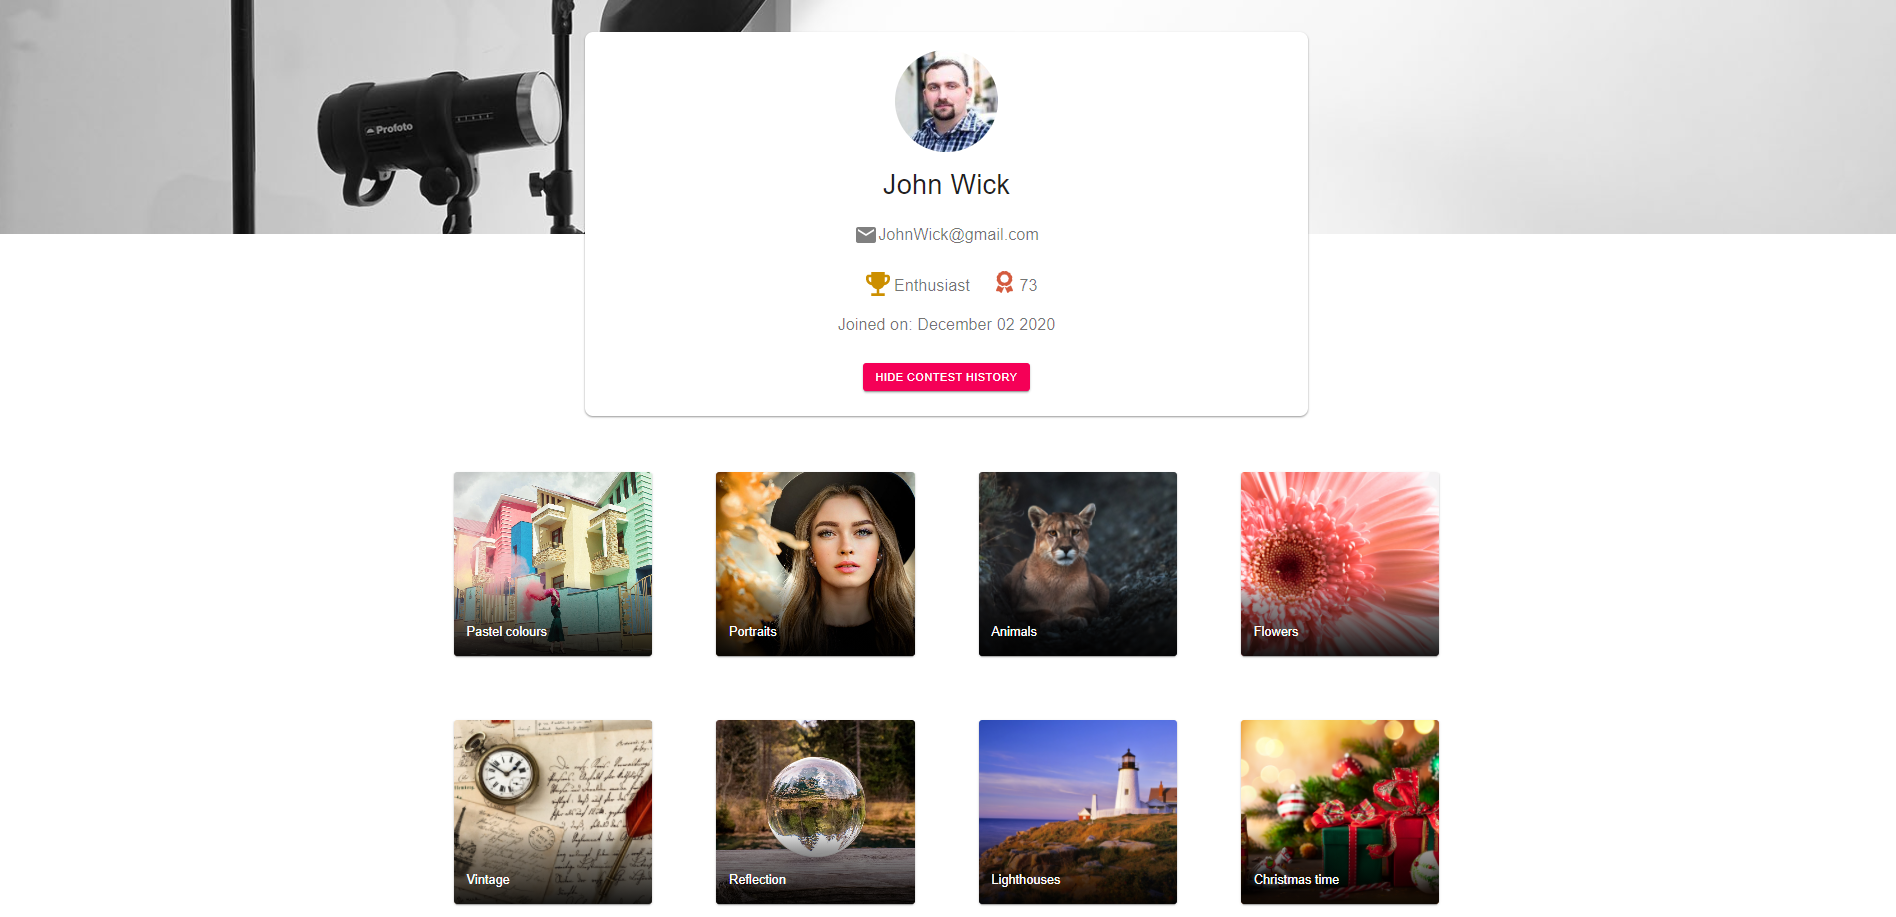 Profoto
John Wick
JohnWick@gmail.com
Enthusiast 73
Joined on: December 02 2020
HIDE CONTEST HISTORY
Pastel colours
Portraits
Animals
Flowers
Vintage
Reflection
Lighthouses
Christmas time